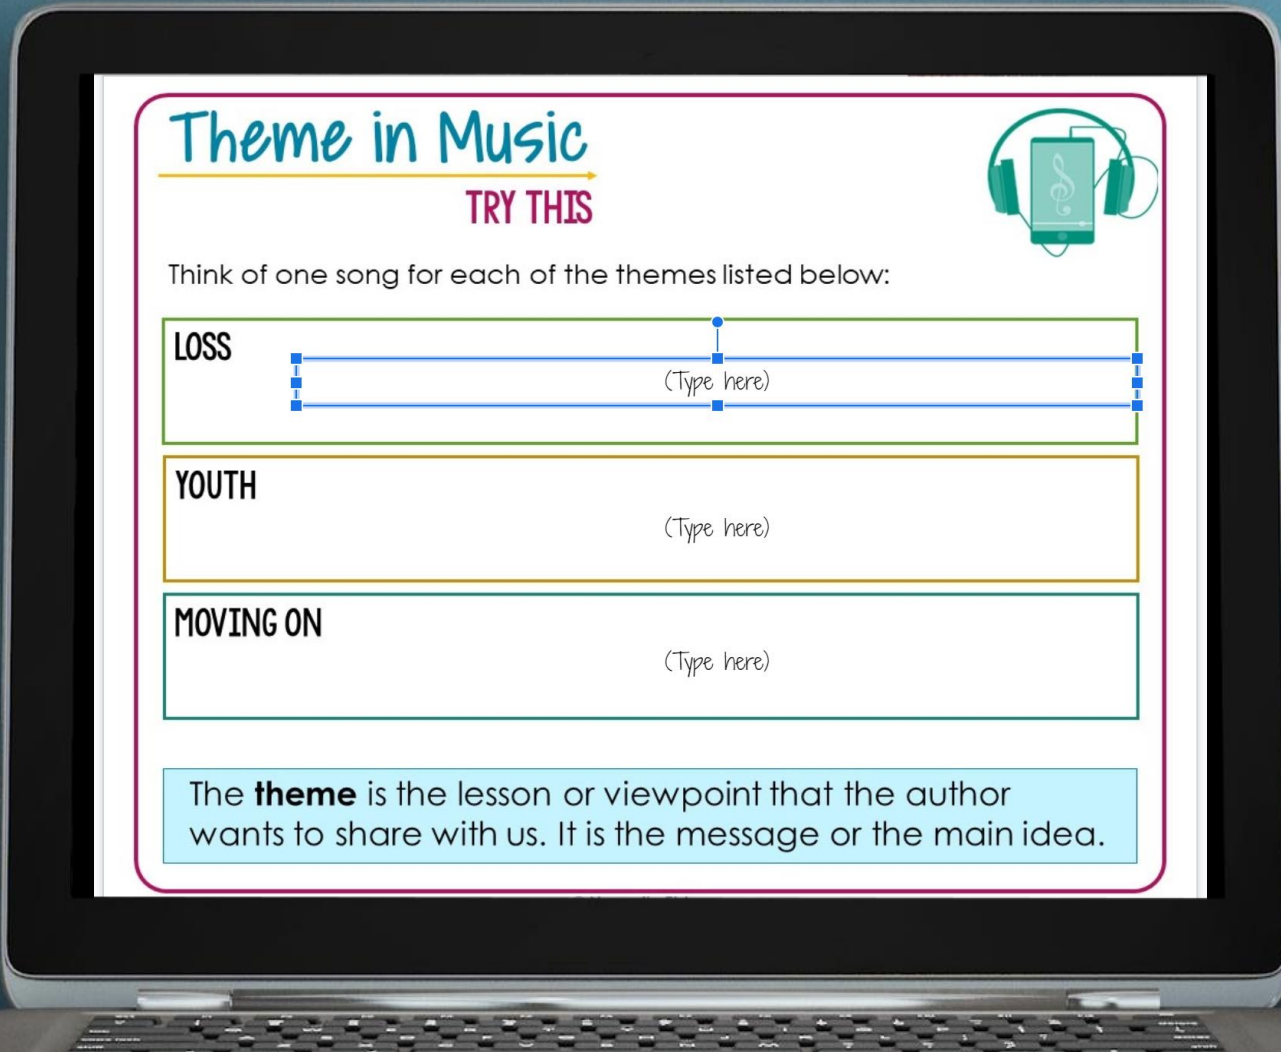 Theme in Music
TRY THIS
Think of one song for each of the themes listed below:
LOSS
(Type here)
YOUTH
(Type here)
MOVING ON
(Type here)
The theme is the lesson or viewpoint that the author
wants to share with us. It is the message or the main idea.